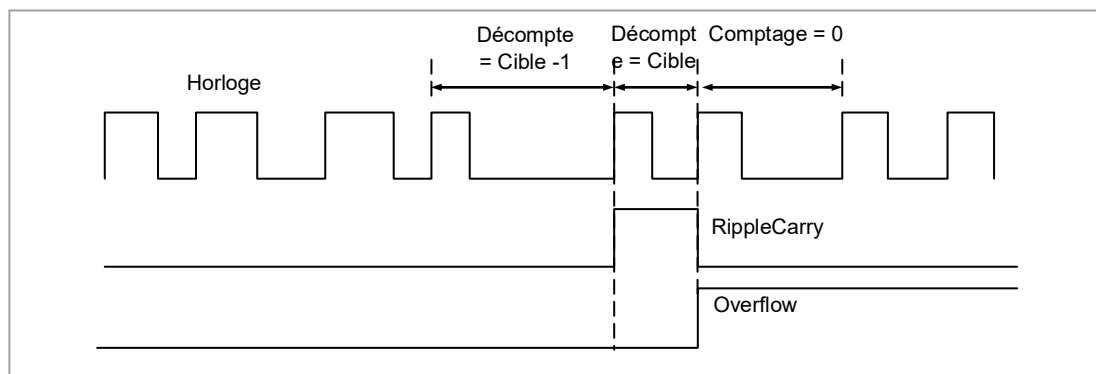 Décompte
= Cible -1
Décompt
e = Cible
Comptage = 0
Horloge
RippleCarry
Overflow